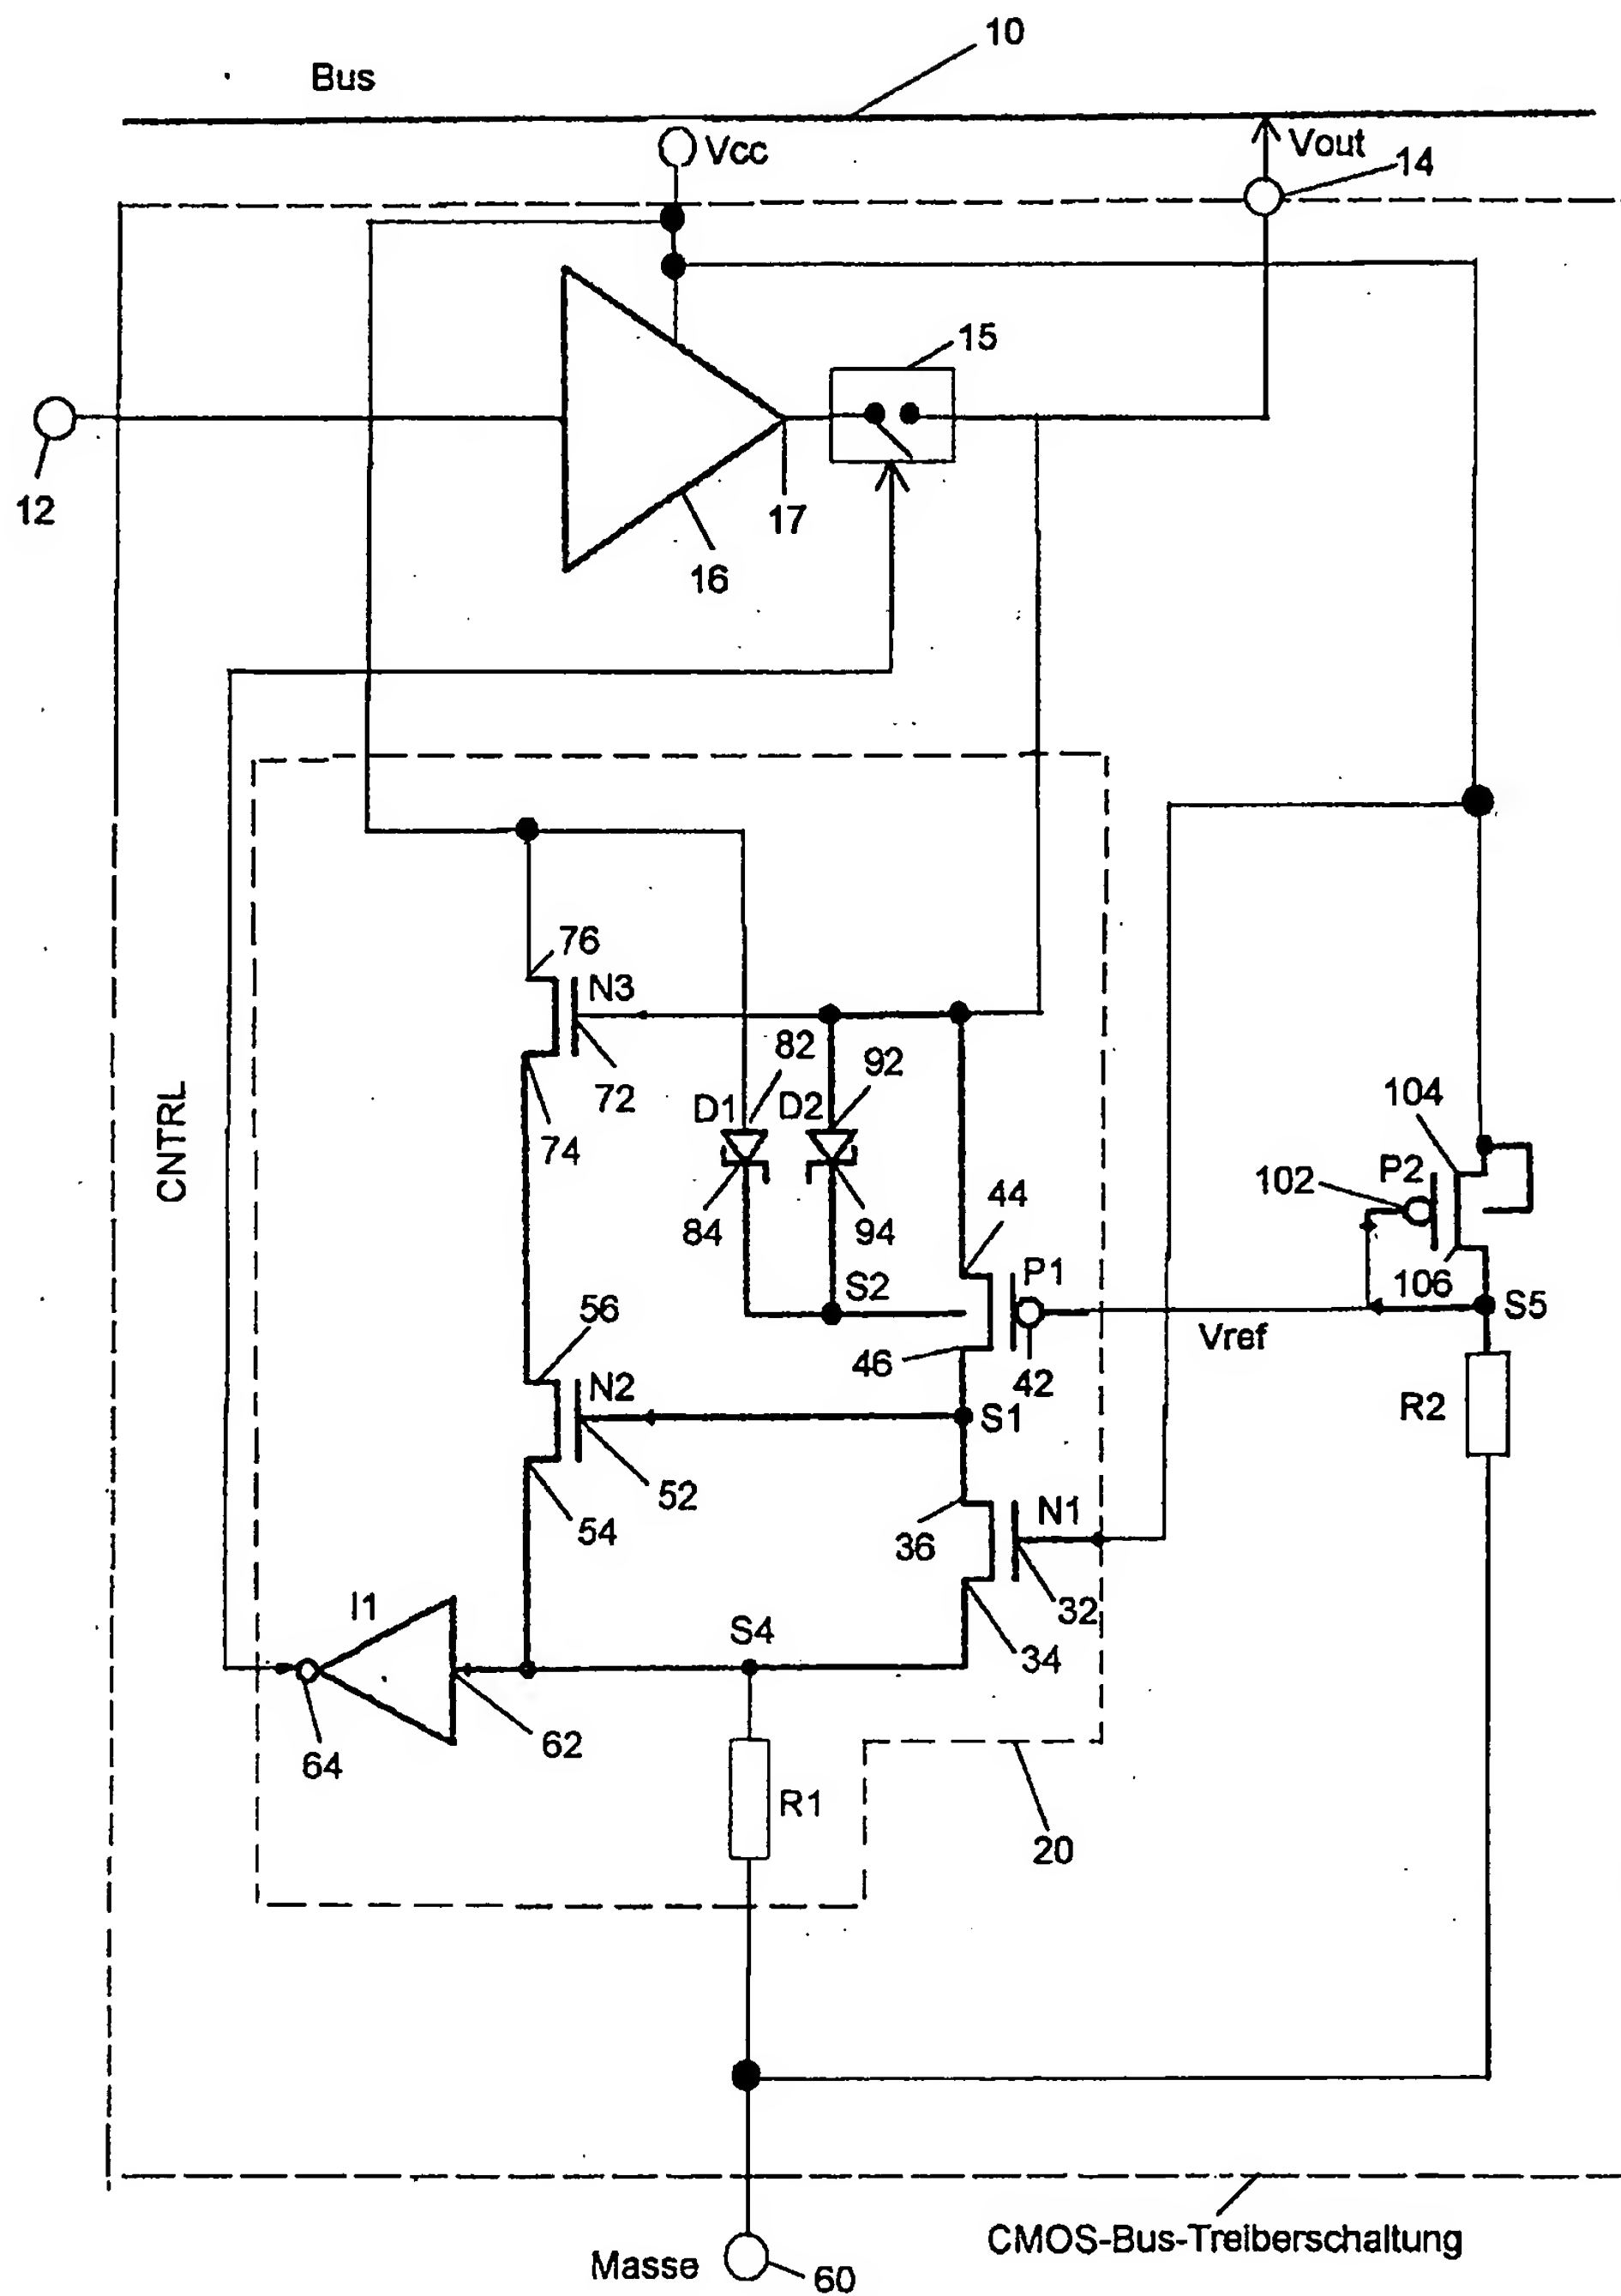 10
Bus
Vcc
Vout
14
15
12
17
16
76
N3
82
92
72
D1
D2
74
CNTRL
104
P2
102
44
84
94
106
S2
P1
56
S5
Vref
46
42
N2
R2
S1
52
N1
54
36
I1
32
S4
34
62
64
R1
20
CMOS-Bus-Treiberschaltung
Masse
60